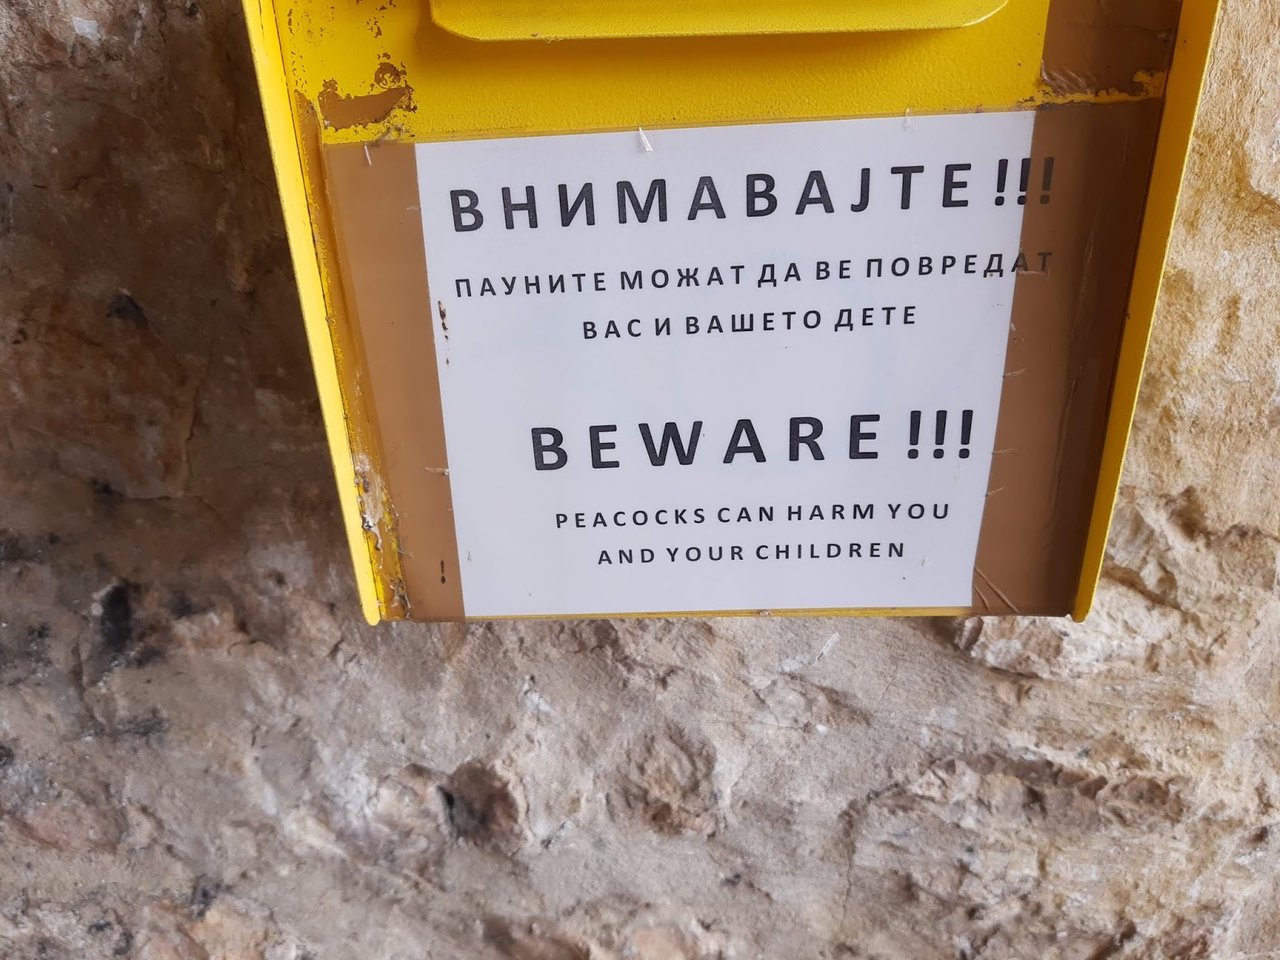 ВНИМАВАЈТЕ!!!
ПАУНИТЕ МОЖАТ ДА ВЕ ПОВРЕДАТ
ВАС И ВАШЕТО ДЕТЕ
BEWARE!!!
PEACOCKS CAN HARM YOU
AND YOUR CHILDREN